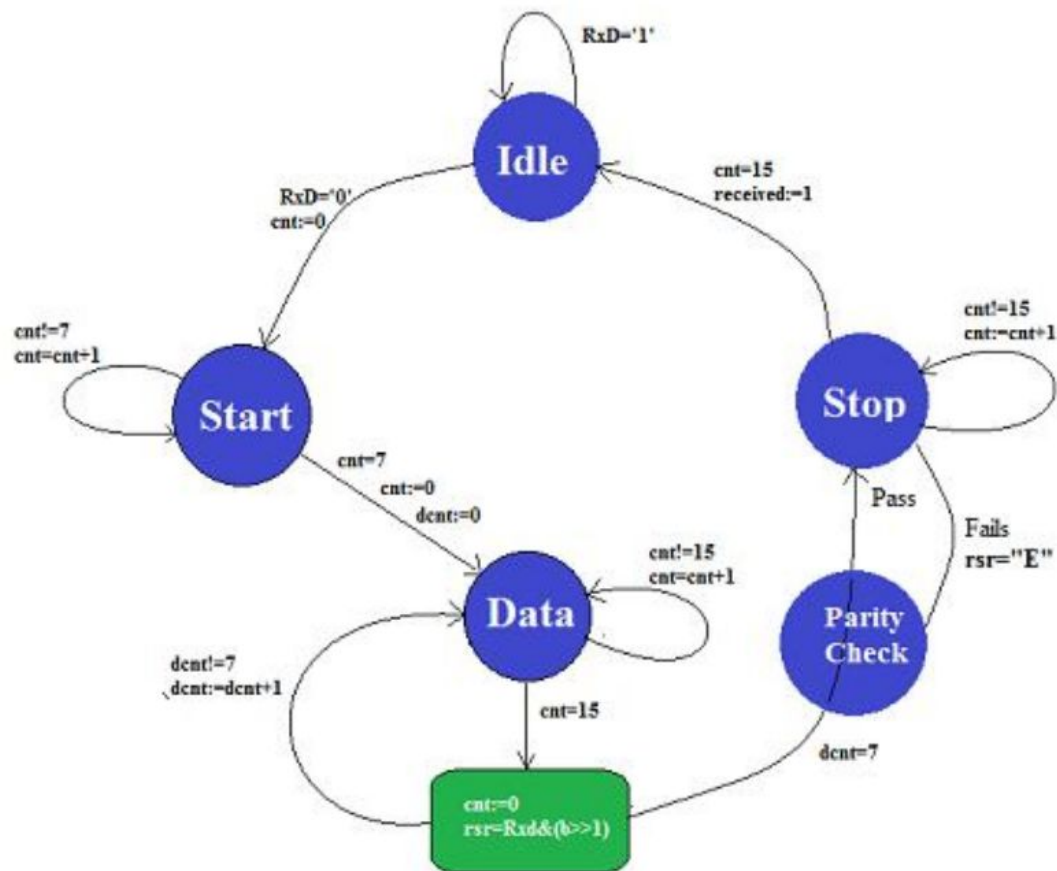 RxD='1'
Idle
cnt=15
received:=1
RxD='0'
cnt:=0
cnt!=7
cnt=cnt+1
Start
cnt!=15
cnt:=cnt+1
Stop
cnt=7
cnt:=0
dcnt:=0
Pass
Fails
rsr="E"
cnt!=15
cnt=cnt+1
Data
Parity
Check
dcnt!=7
dcnt:=dcnt+1
cnt=15
dcnt=7
cnt:=0
rsr=Rxd&(b>>1)